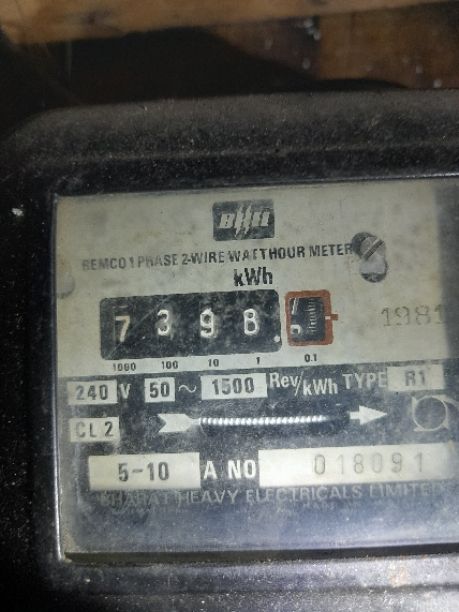 BHEL
REMCO 1 PHASE 2-WIRE WATTHOUR METER
kWh
7 3 9 8 .
1981
1000 100 10 1 0.1
240 V 50 ~ 1500 Rev/kWh TYPE R1
CL 2
5-10 A NO 018091
BHARAT HEAVY ELECTRICALS LIMITED